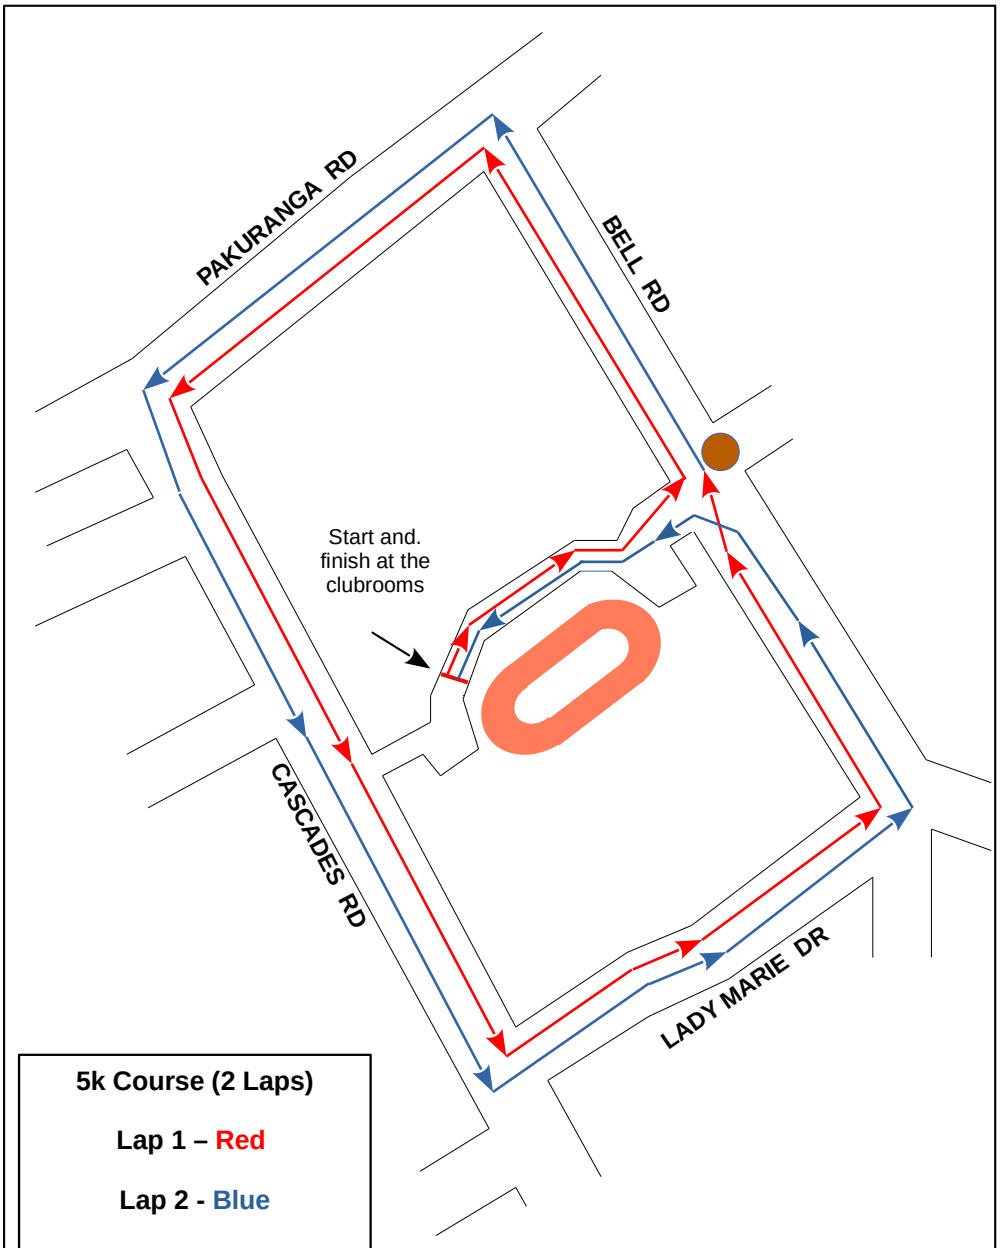 PAKURANGA RD
BELL RD
Start and.
finish at the
clubrooms
CASCADES RD
LADY MARIE DR
5k Course (2 Laps)
Lap 1 – Red
Lap 2 - Blue